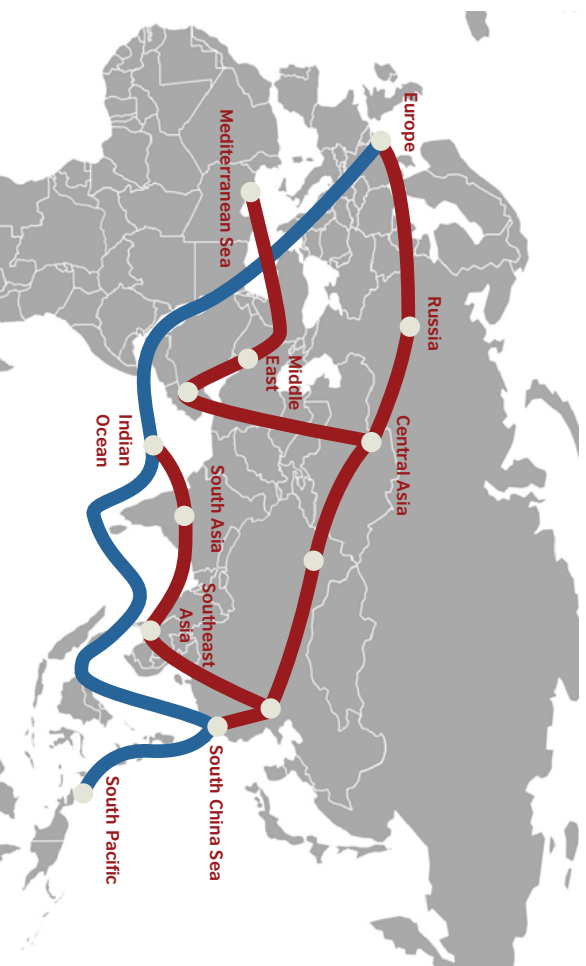 Europe
Russia
Mediterranean Sea
Middle
East
Central Asia
Indian
Ocean
South Asia
Southeast
Asia
South China Sea
South Pacific